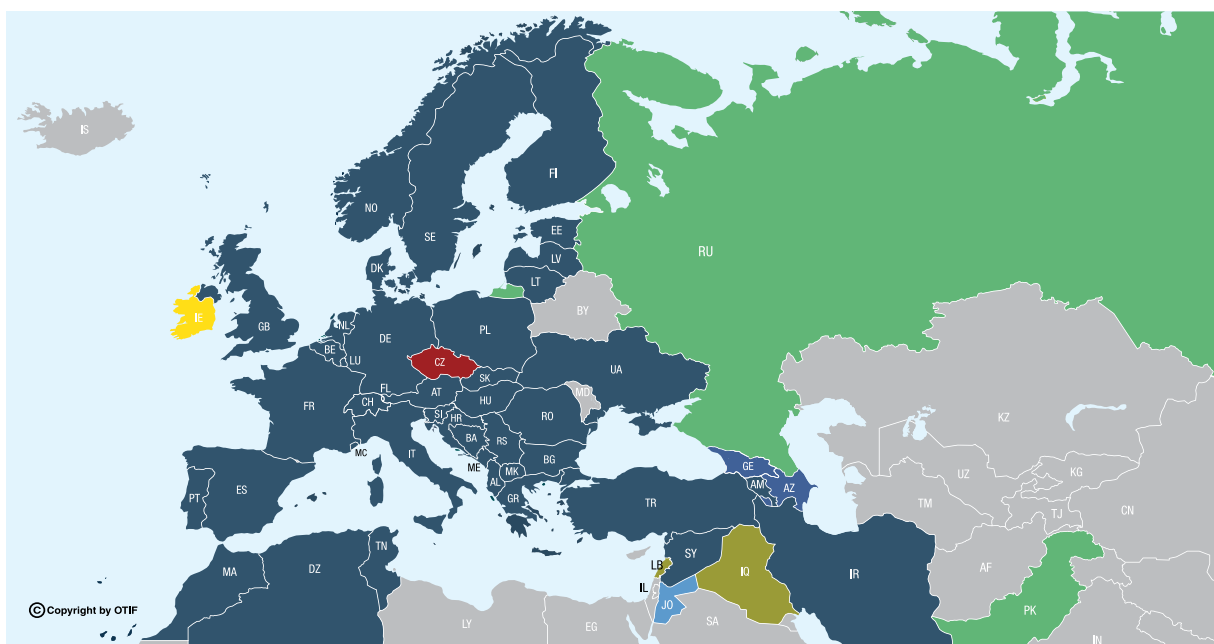 IS
FI
NO
SE
EE
RU
LV
DK
LT
IE
BY
GB
NL
DE
PL
BE
LU
CZ
UA
SK
FL
AT
MD
CH
HU
FR
RO
KZ
SI
HR
BA
RS
MC
IT
BG
ME
MK
GE
KG
UZ
AL
AM
AZ
ES
PT
GR
TR
TM
TJ
CN
TN
SY
MA
DZ
LB
IQ
IR
AF
IL
JO
PK
© Copyright by OTIF
LY
EG
SA
IN